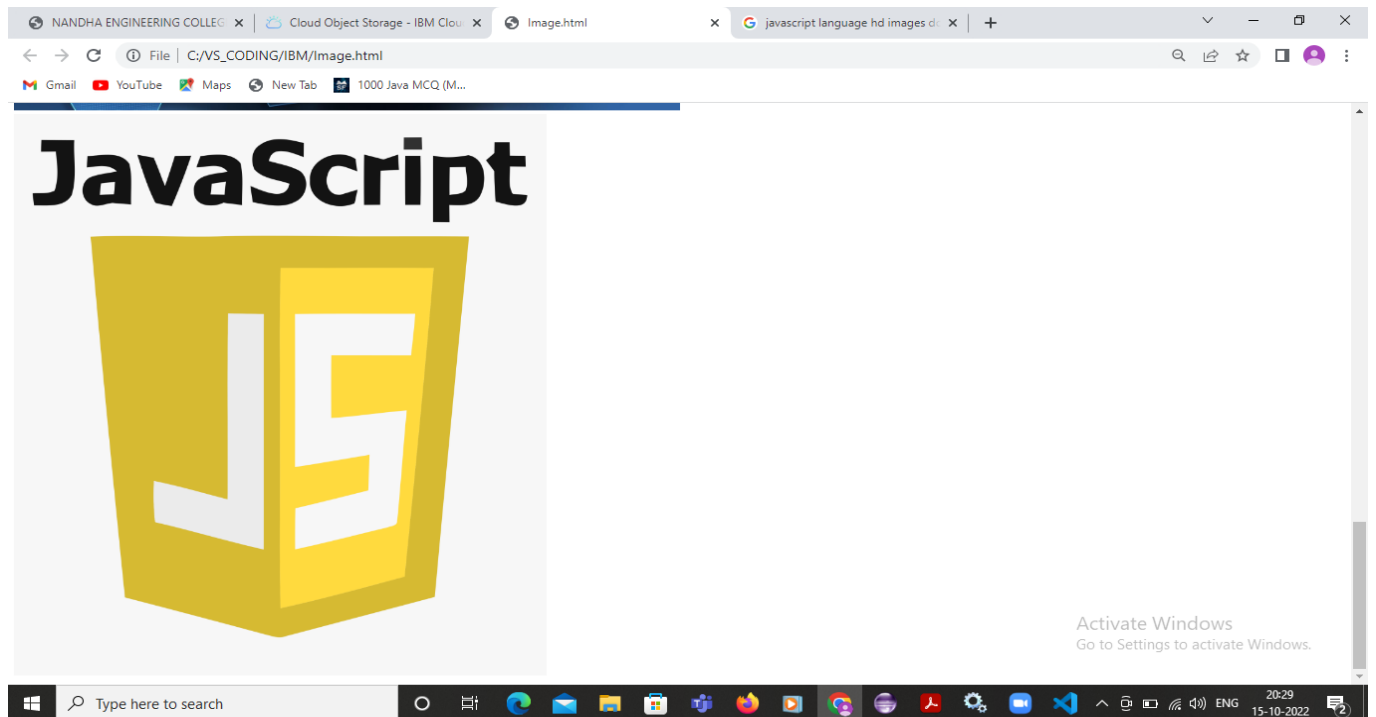 NANDHA ENGINEERING COLLEG
Cloud Object Storage - IBM Clou
Image.html
javascript language hd images do
File
C:/VS_CODING/IBM/Image.html
Gmail
YouTube
Maps
New Tab
1000 Java MCQ (M...
JavaScript
JS
Activate Windows
Go to Settings to activate Windows.
Type here to search
ENG
20:29
15-10-2022
2